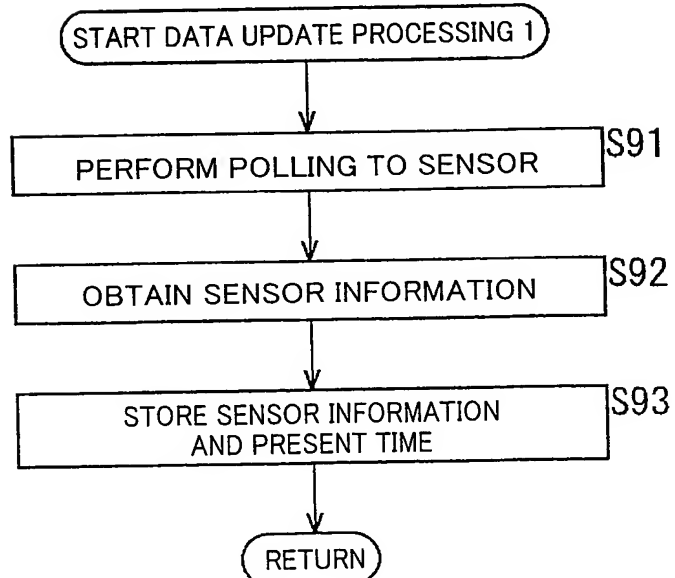 START DATA UPDATE PROCESSING 1
PERFORM POLLING TO SENSOR
S91
OBTAIN SENSOR INFORMATION
S92
STORE SENSOR INFORMATION
AND PRESENT TIME
S93
RETURN